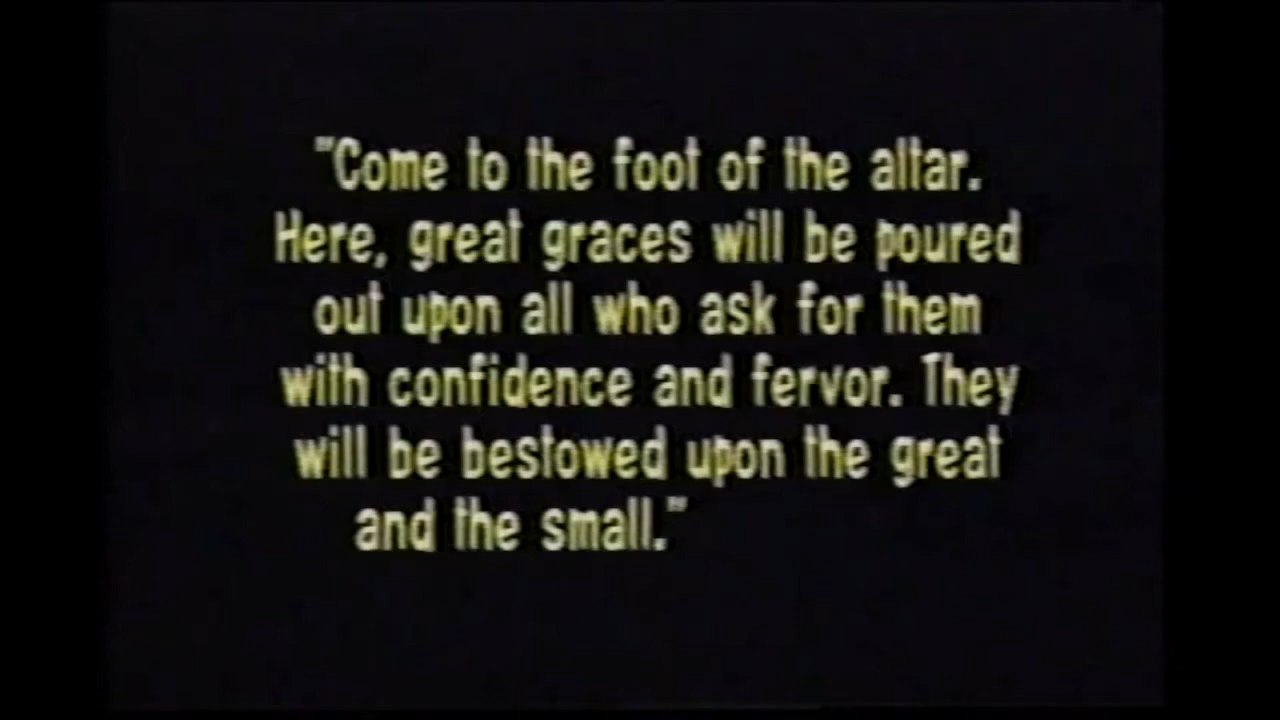 "Come to the foot of the altar.
Here, great graces will be poured
out upon all who ask for them
with confidence and fervor. They
will be bestowed upon the great
and the small."